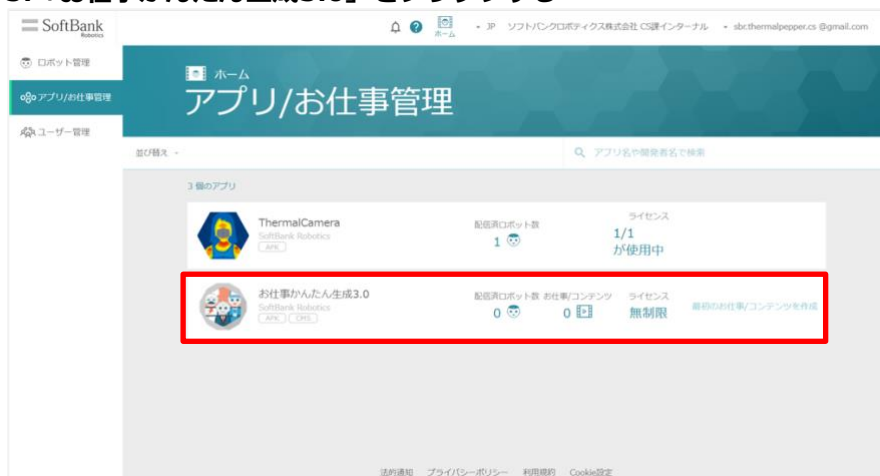 SoftBank
Robotics
ホーム
JP ソフトバンクロボティクス株式会社 CS課インターナル
sbr.thermalpepper.cs @gmail.com
ロボット管理
アプリ/お仕事管理
ユーザー管理
ホーム
アプリ/お仕事管理
並び替え
アプリ名や開発者名で検索
3 個のアプリ
ThermalCamera
SoftBank Robotics
APK
配信済ロボット数
1
ライセンス
1/1
が使用中
お仕事かんたん生成3.0
SoftBank Robotics
APK CMS
配信済ロボット数 お仕事/コンテンツ ライセンス
0 0 無制限
最初のお仕事/コンテンツを作成
法的通知 プライバシーポリシー 利用規約 Cookie設定